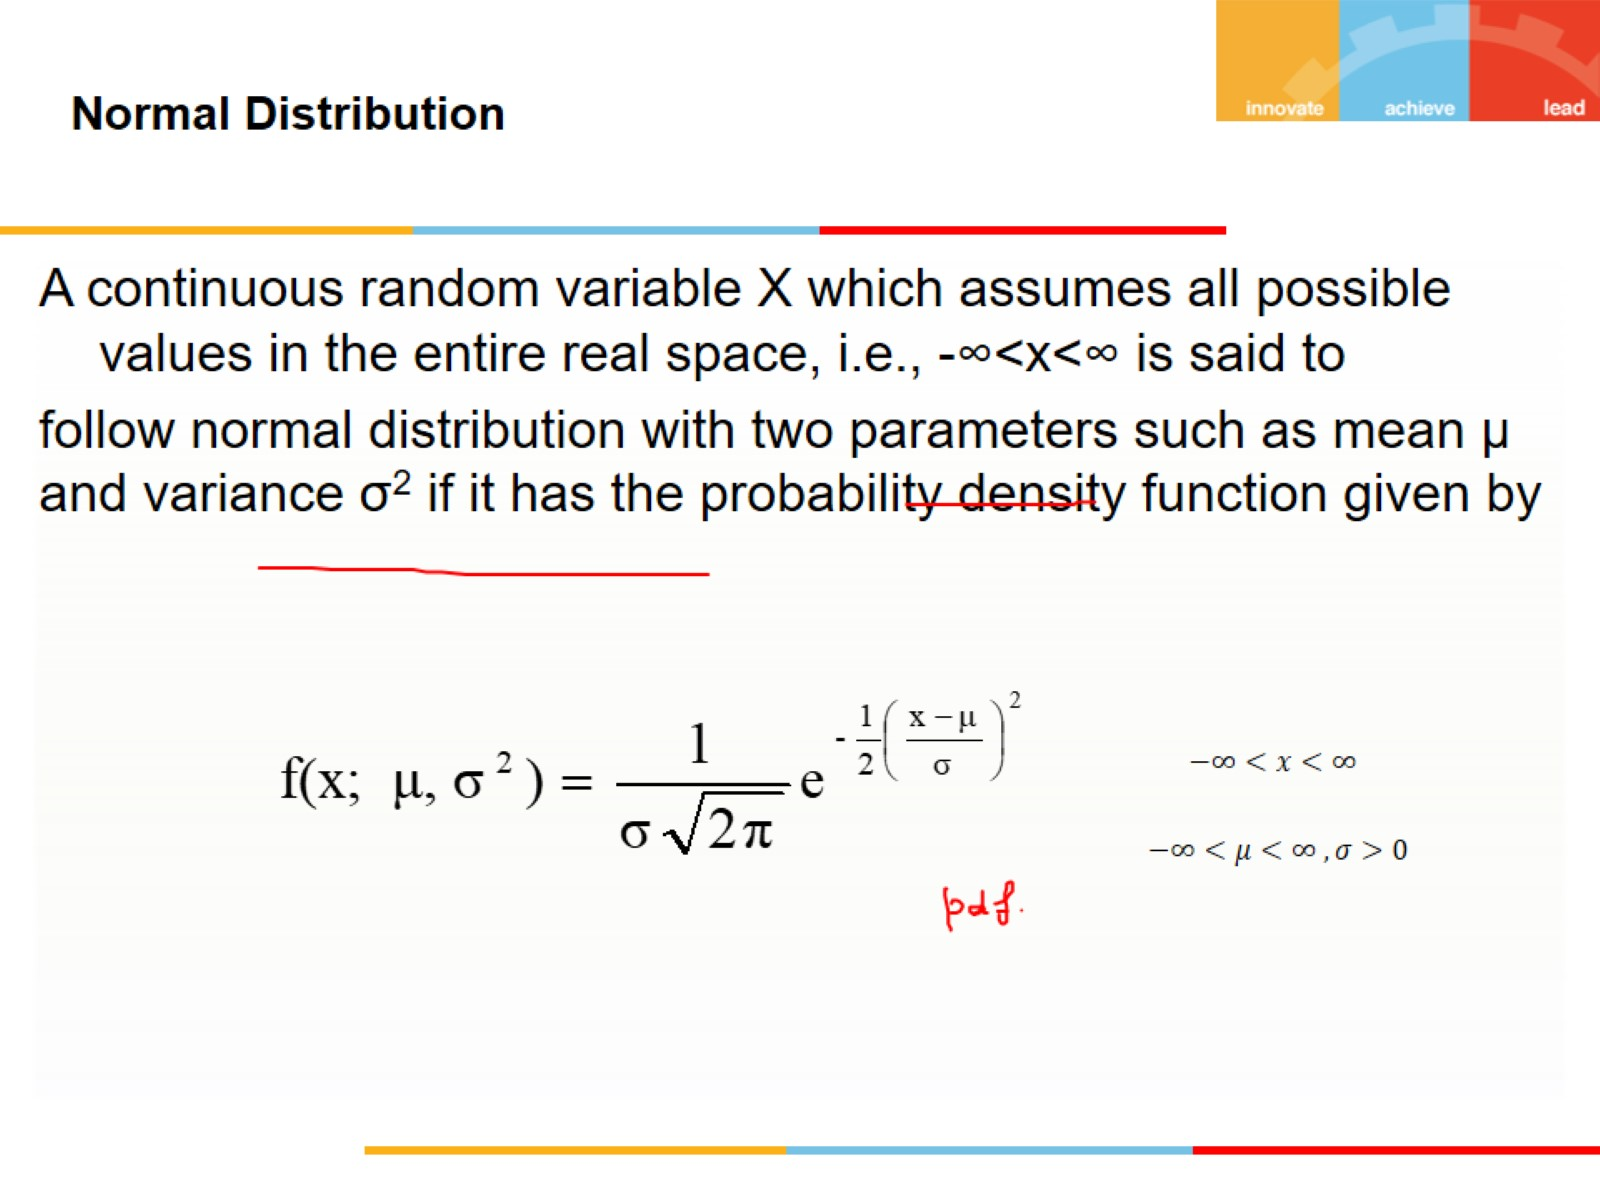 innovate achieve lead
Normal Distribution
A continuous random variable X which assumes all possible
values in the entire real space, i.e., -∞<x<∞ is said to
follow normal distribution with two parameters such as mean μ
and variance σ² if it has the probability density function given by
f(x; μ, σ²) = 1/(σ√2π) e^(-1/2((x−μ)/σ)²)
−∞ < x < ∞
−∞ < μ < ∞, σ > 0
pdf.